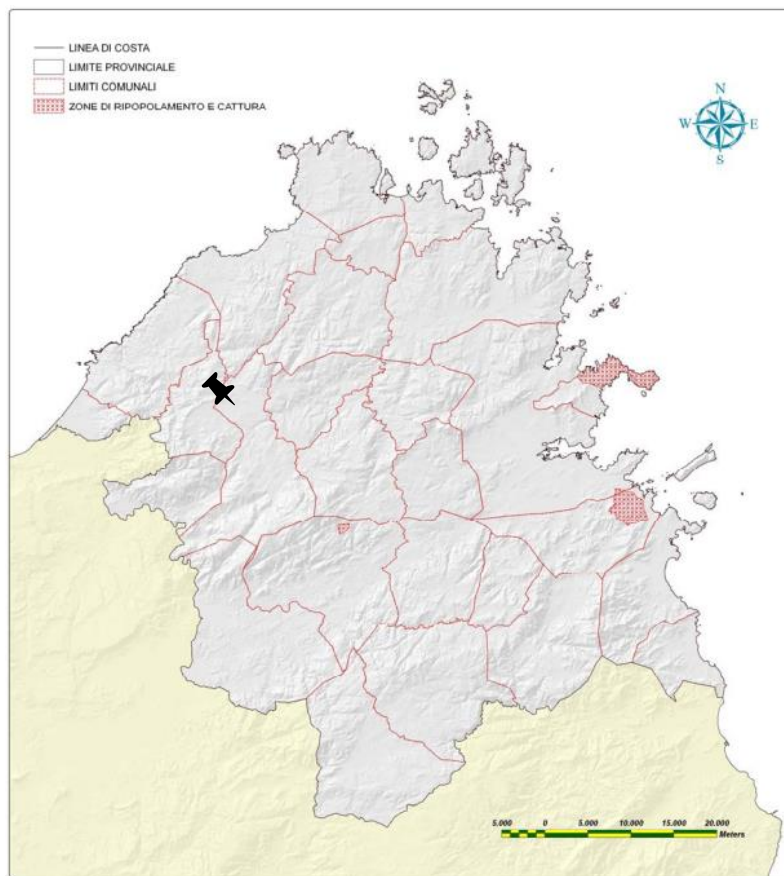 LINEA DI COSTA
LIMITE PROVINCIALE
LIMITI COMUNALI
ZONE DI RIPOPOLAMENTO E CATTURA
N
W E
S
5.000 0 5.000 10.000 15.000 20.000
Meters